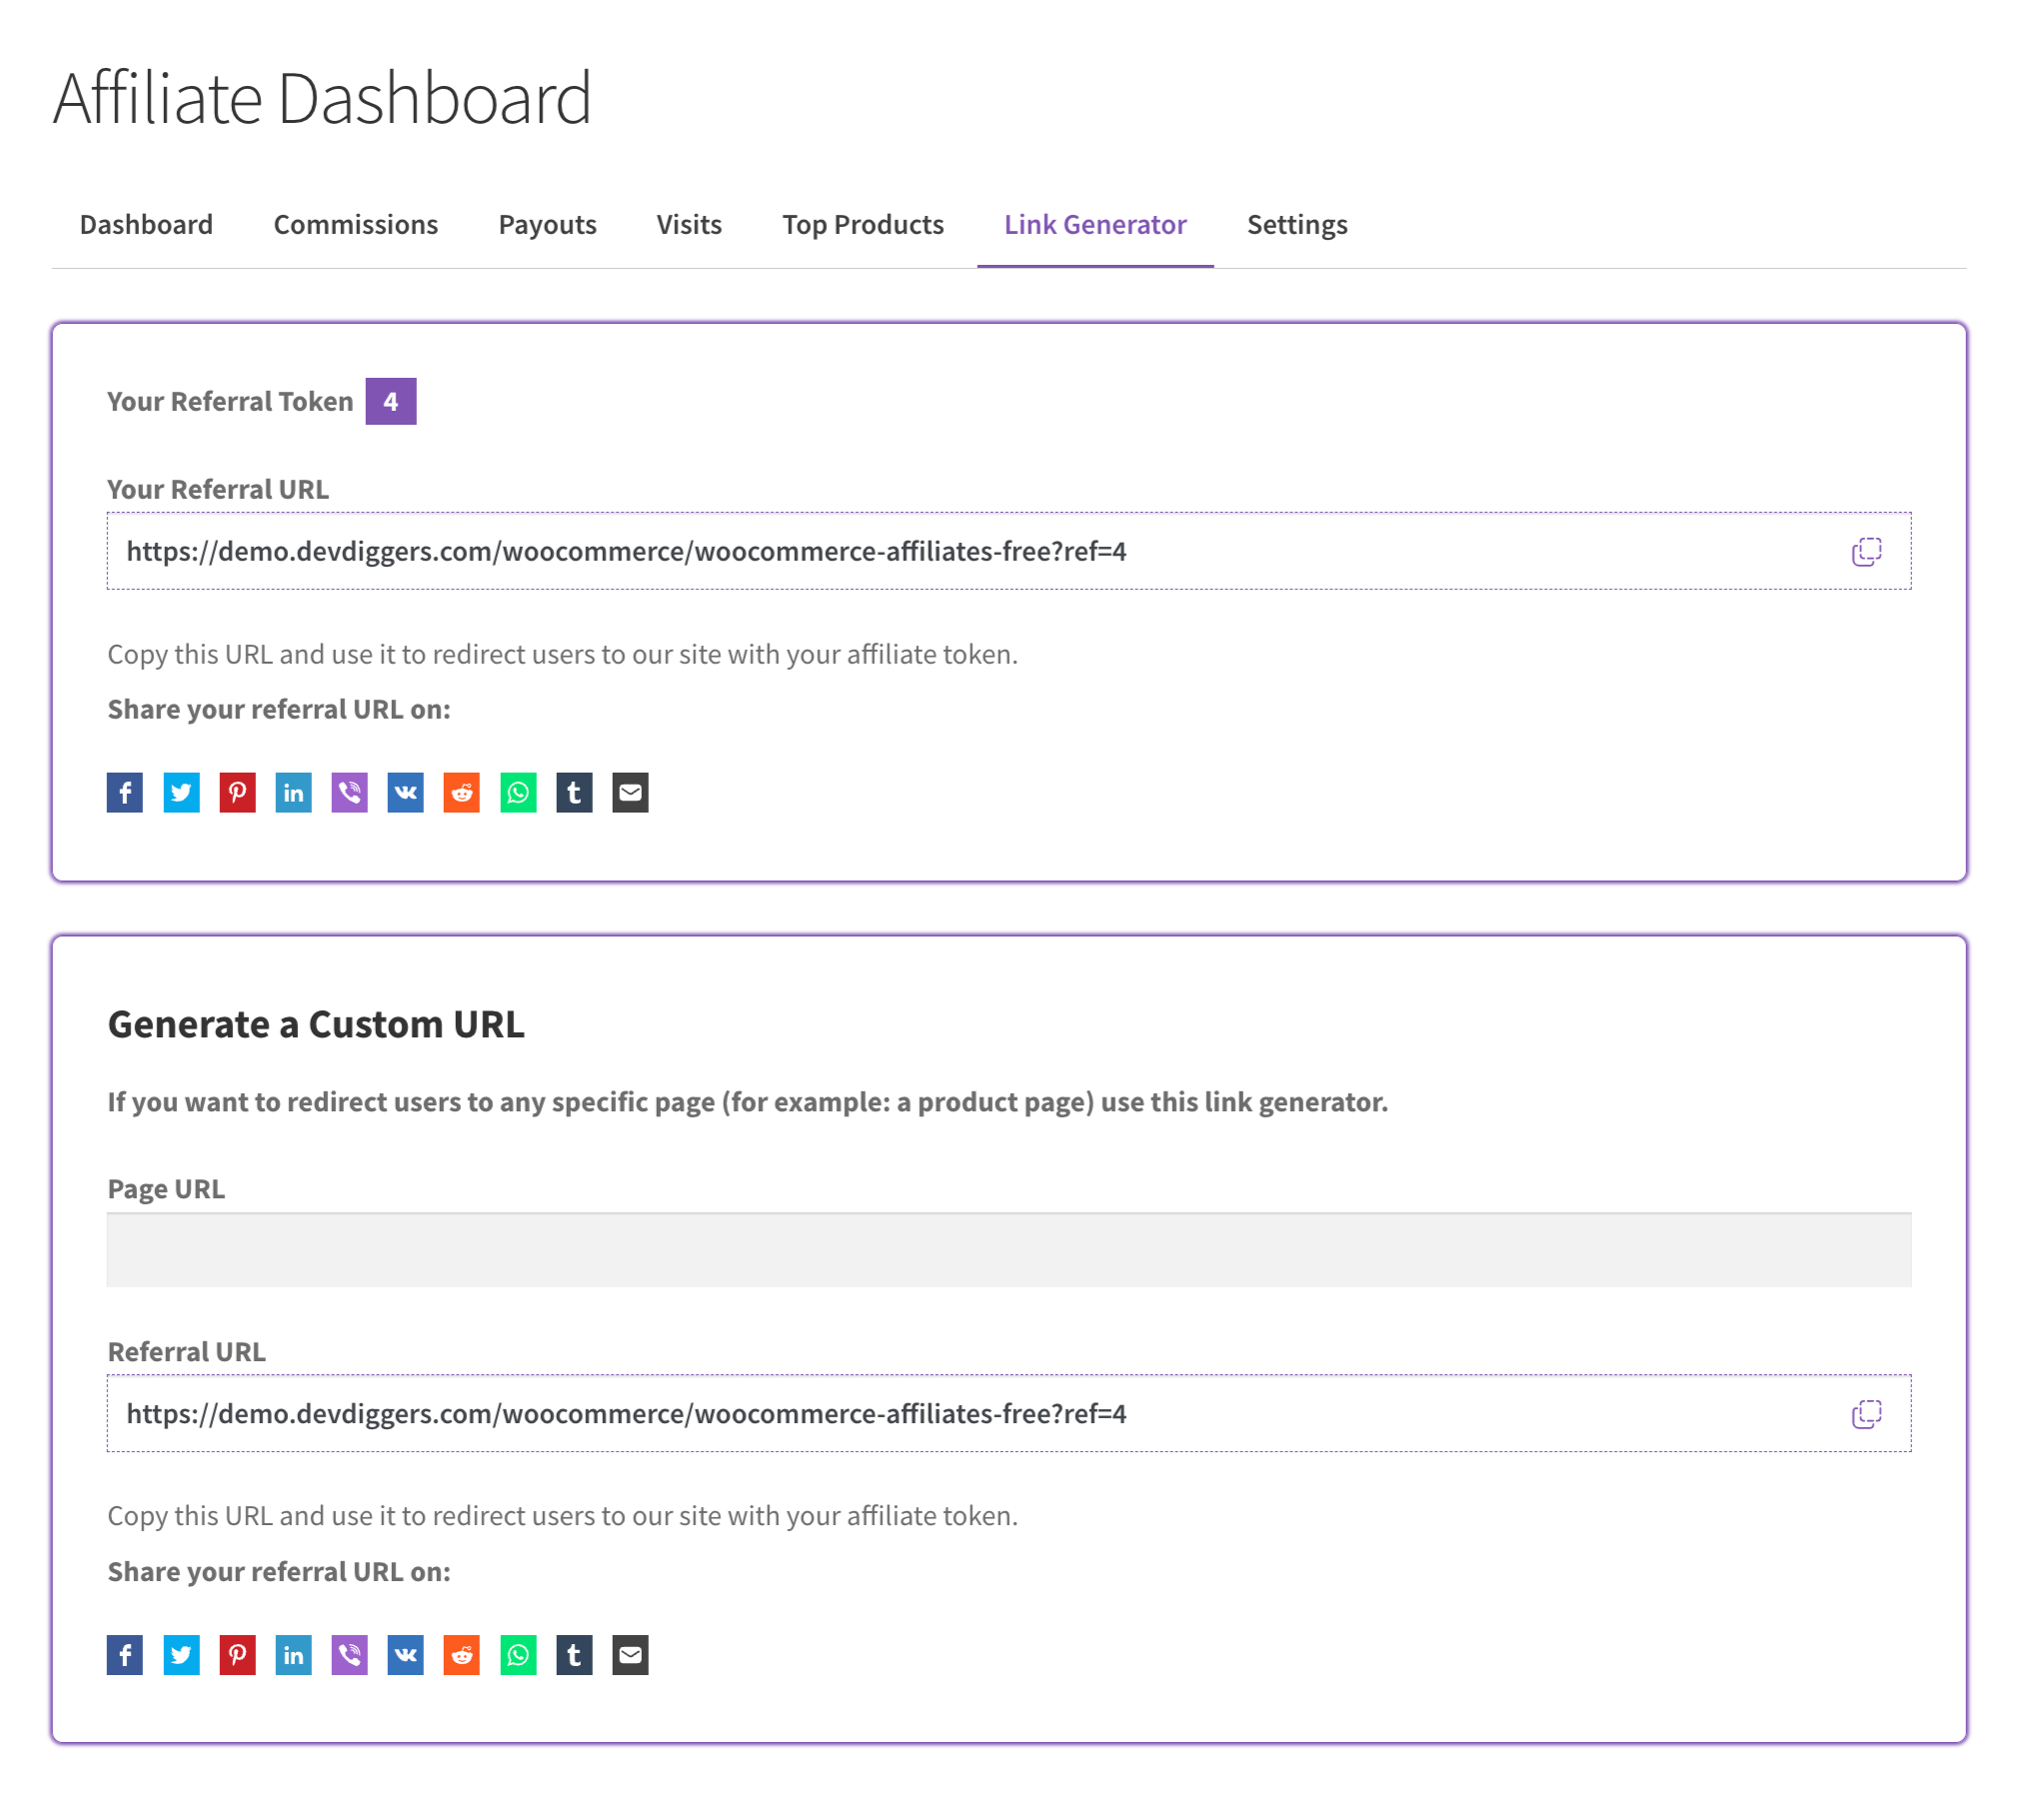 Affiliate Dashboard
Dashboard Commissions Payouts Visits Top Products Link Generator Settings
Your Referral Token 4
Your Referral URL
https://demo.devdiggers.com/woocommerce/woocommerce-affiliates-free?ref=4
Copy this URL and use it to redirect users to our site with your affiliate token.
Share your referral URL on:
Generate a Custom URL
If you want to redirect users to any specific page (for example: a product page) use this link generator.
Page URL
Referral URL
https://demo.devdiggers.com/woocommerce/woocommerce-affiliates-free?ref=4
Copy this URL and use it to redirect users to our site with your affiliate token.
Share your referral URL on: